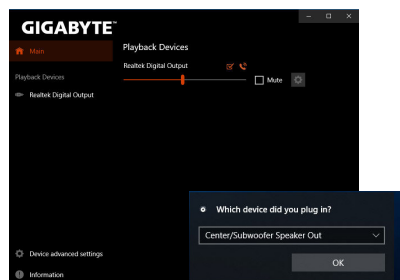 GIGABYTE™
Main
Playback Devices
Realtek Digital Output
Playback Devices
Realtek Digital Output
Mute
Device advanced settings
Information
Which device did you plug in?
Center/Subwoofer Speaker Out
OK